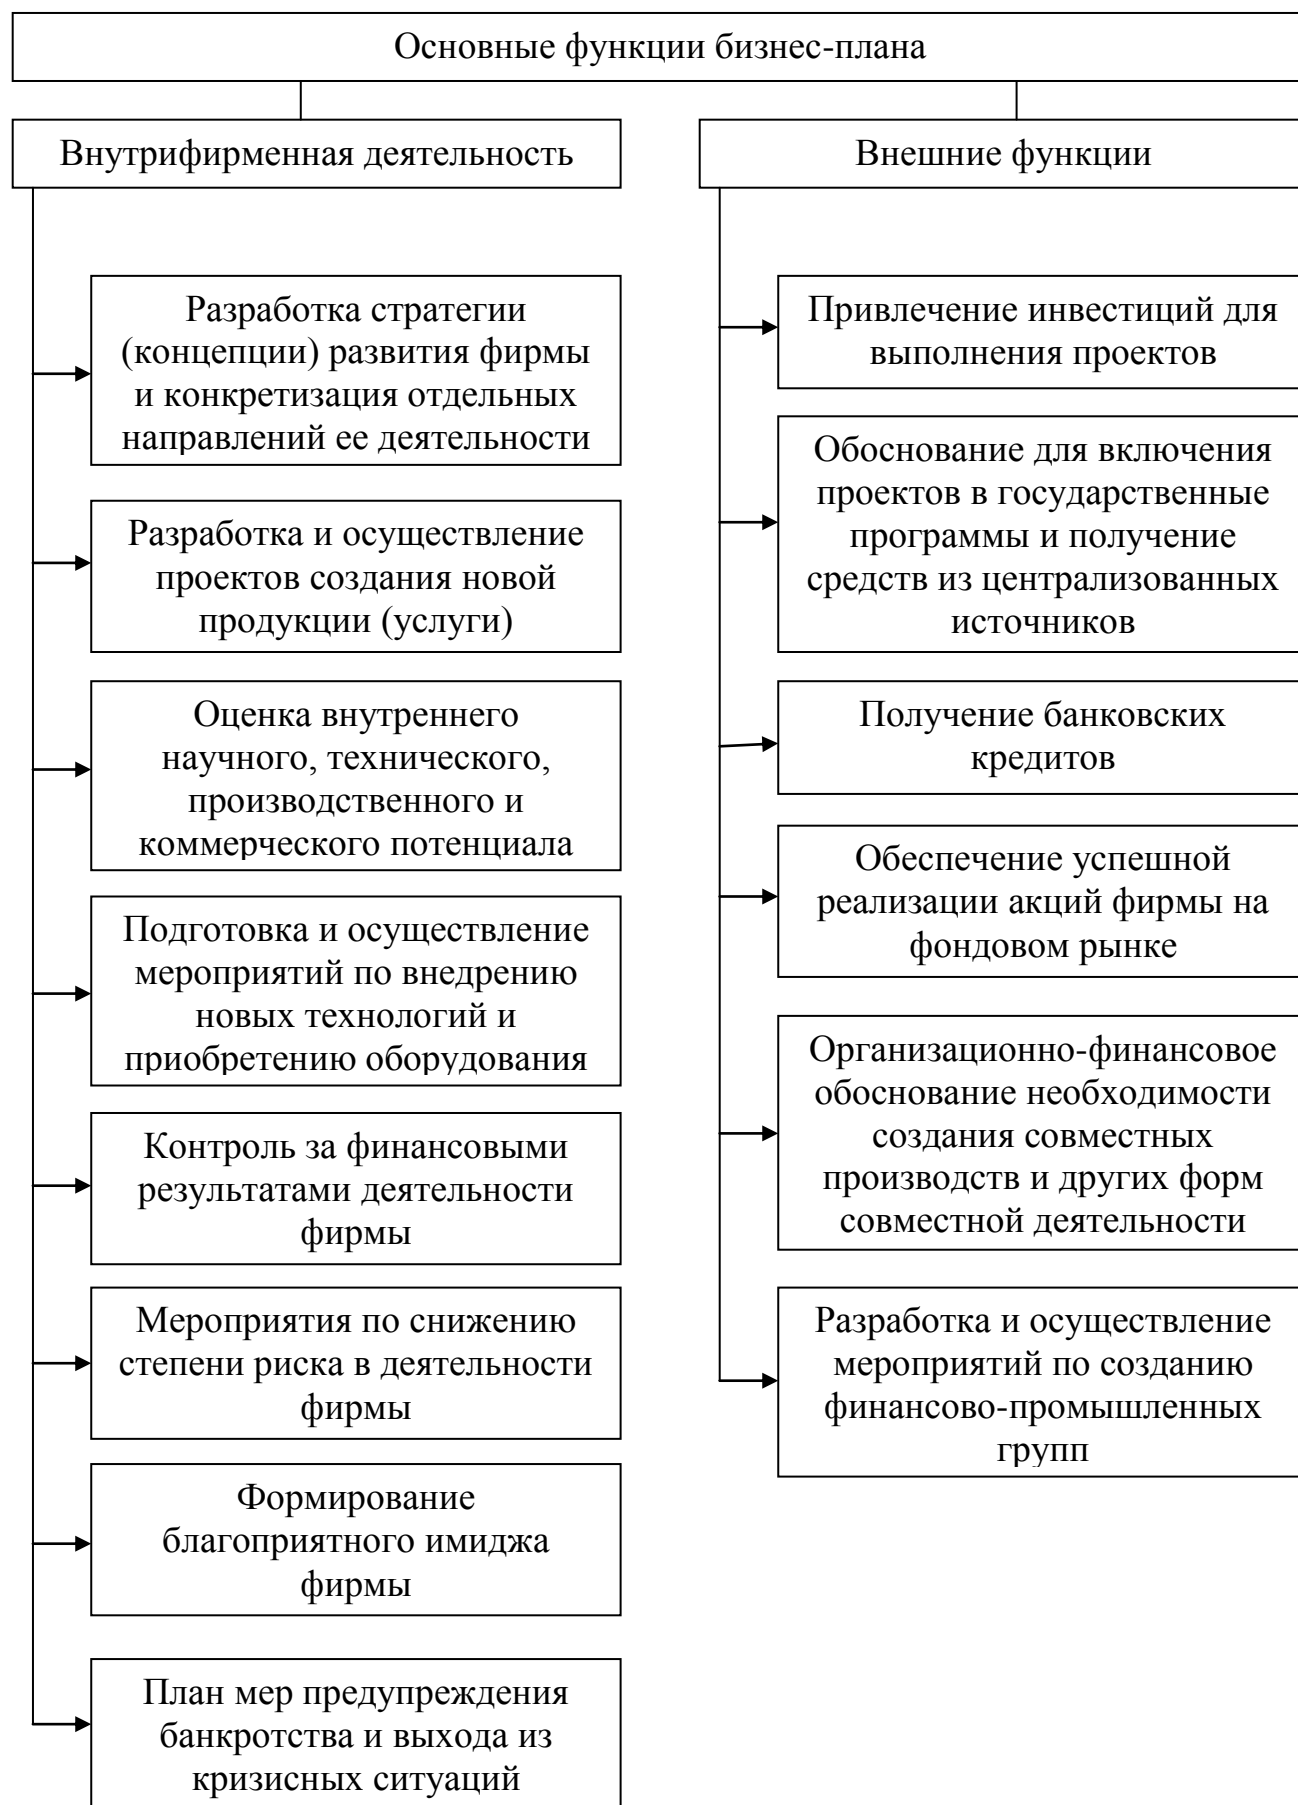 Основные функции бизнес-плана
Внутрифирменная деятельность
Разработка стратегии
(концепции) развития фирмы
и конкретизация отдельных
направлений ее деятельности
Разработка и осуществление
проектов создания новой
продукции (услуги)
Оценка внутреннего
научного, технического,
производственного и
коммерческого потенциала
Подготовка и осуществление
мероприятий по внедрению
новых технологий и
приобретению оборудования
Контроль за финансовыми
результатами деятельности
фирмы
Мероприятия по снижению
степени риска в деятельности
фирмы
Формирование
благоприятного имиджа
фирмы
План мер предупреждения
банкротства и выхода из
кризисных ситуаций
Внешние функции
Привлечение инвестиций для
выполнения проектов
Обоснование для включения
проектов в государственные
программы и получение
средств из централизованных
источников
Получение банковских
кредитов
Обеспечение успешной
реализации акций фирмы на
фондовом рынке
Организационно-финансовое
обоснование необходимости
создания совместных
производств и других форм
совместной деятельности
Разработка и осуществление
мероприятий по созданию
финансово-промышленных
групп